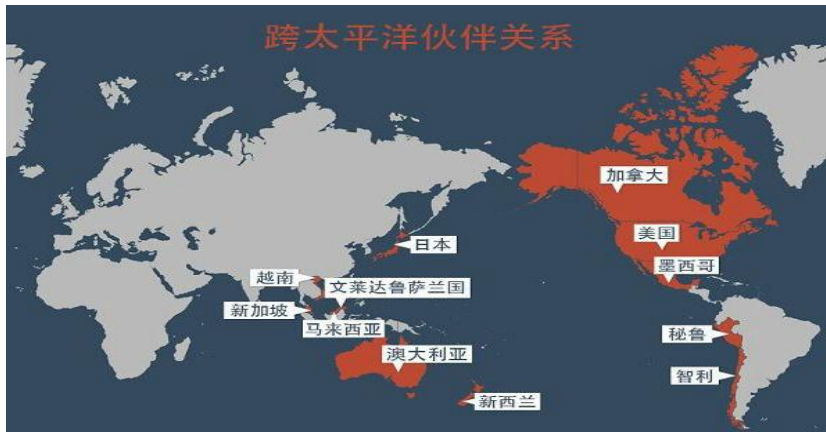 跨太平洋伙伴关系
加拿大
美国
日本
墨西哥
越南
文莱达鲁萨兰国
新加坡
马来西亚
秘鲁
澳大利亚
智利
新西兰